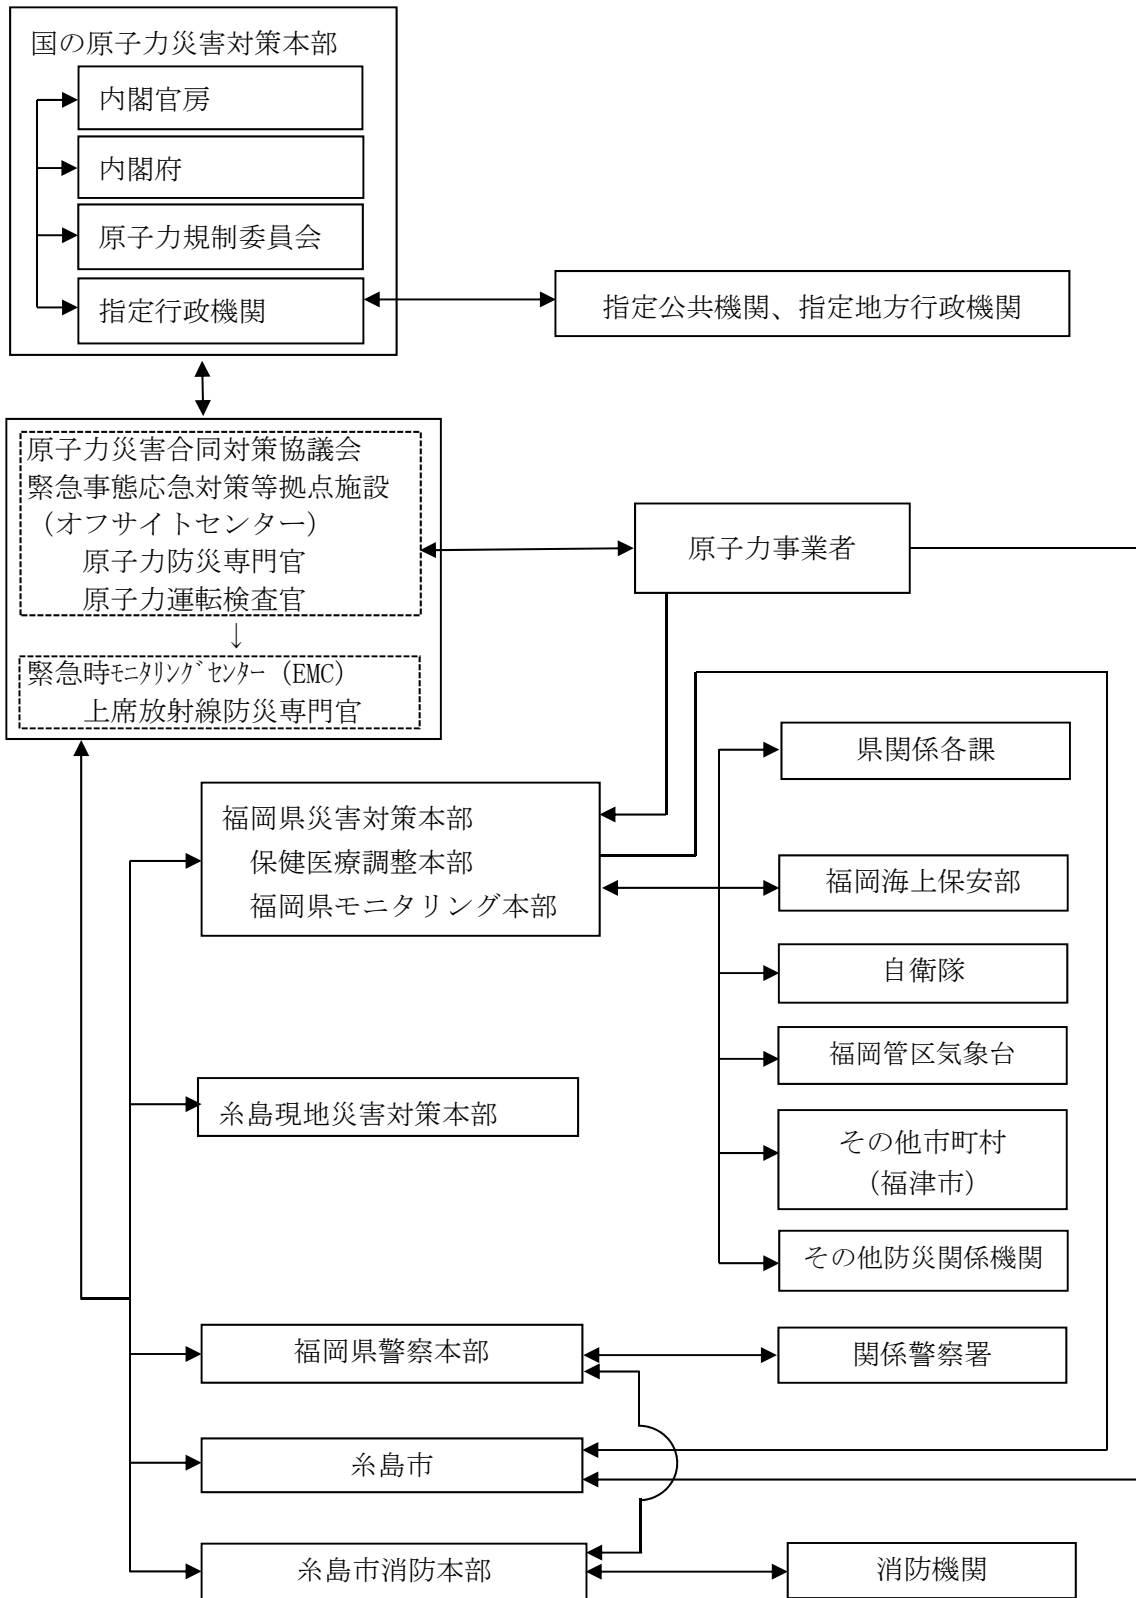 国の原子力災害対策本部
内閣官房
内閣府
原子力規制委員会
指定行政機関
指定公共機関、指定地方行政機関
原子力災害合同対策協議会
緊急事態応急対策等拠点施設
（オフサイトセンター）
原子力防災専門官
原子力運転検査官
↓
緊急時ﾓﾆﾀﾘﾝｸﾞｾﾝﾀｰ（EMC）
上席放射線防災専門官
原子力事業者
県関係各課
福岡県災害対策本部
保健医療調整本部
福岡県モニタリング本部
福岡海上保安部
自衛隊
福岡管区気象台
糸島現地災害対策本部
その他市町村
（福津市）
その他防災関係機関
福岡県警察本部
関係警察署
糸島市
糸島市消防本部
消防機関